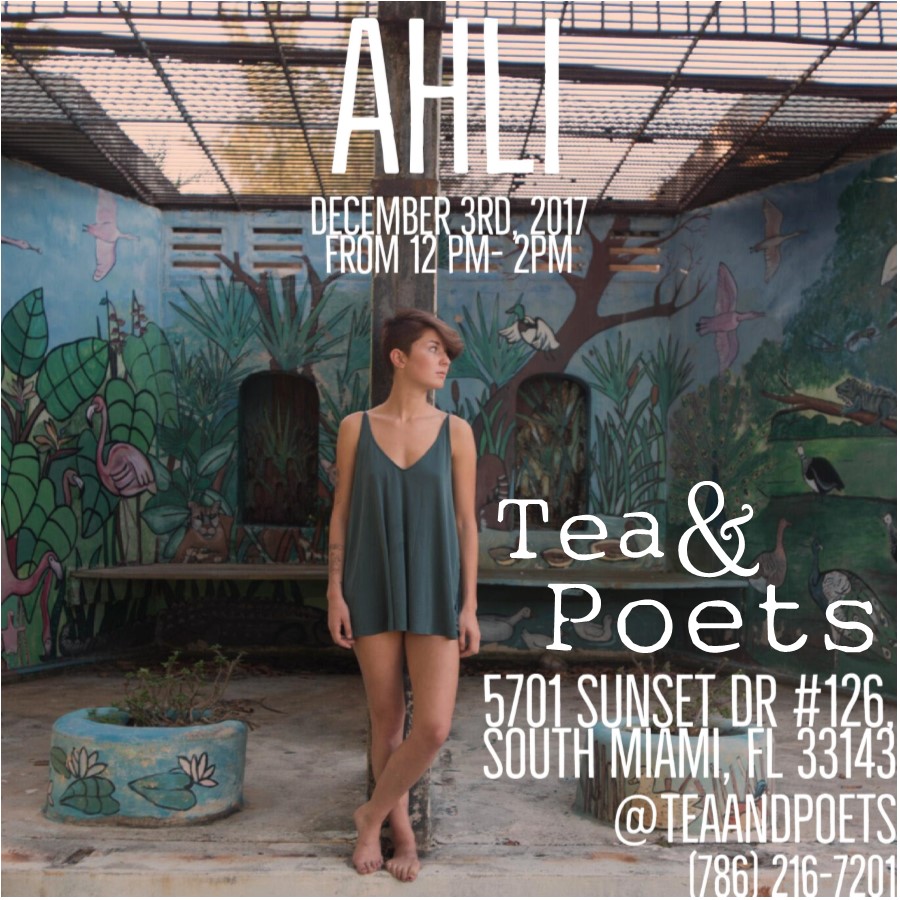 AHLI
DECEMBER 3RD, 2017
FROM 12 PM- 2PM
Tea &
Poets
5701 SUNSET DR #126,
SOUTH MIAMI, FL 33143
@TEAANDPOETS
(786) 216-7201